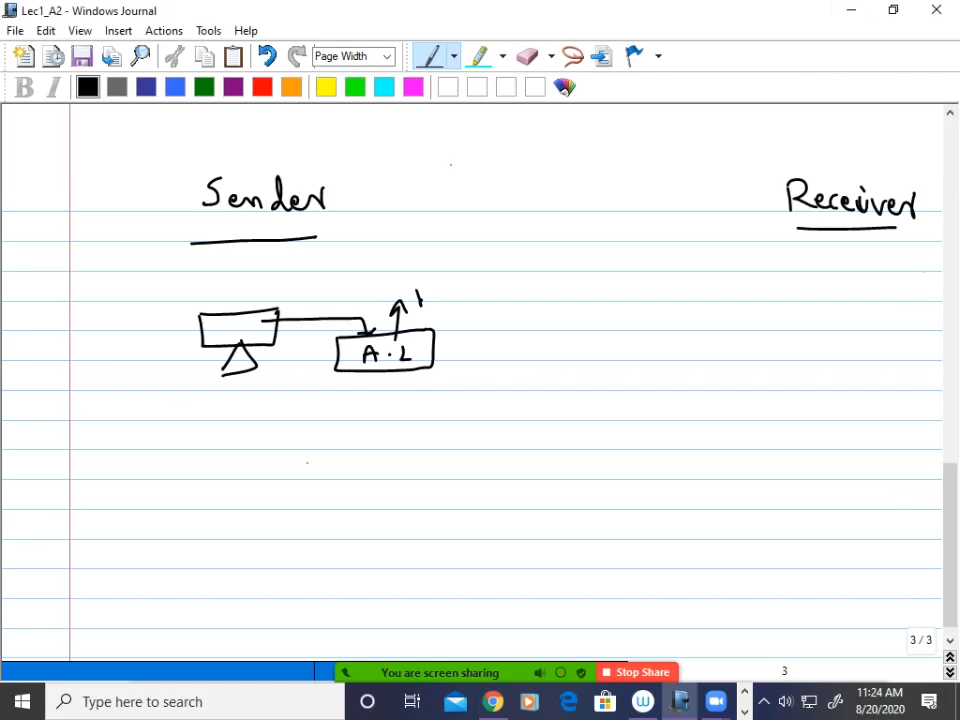 Lec1_A2 - Windows Journal
File Edit View Insert Actions Tools Help
Page Width
B I
Sender
Receiver
A.L
3 / 3
You are screen sharing
Stop Share
3
Type here to search
11:24 AM
8/20/2020